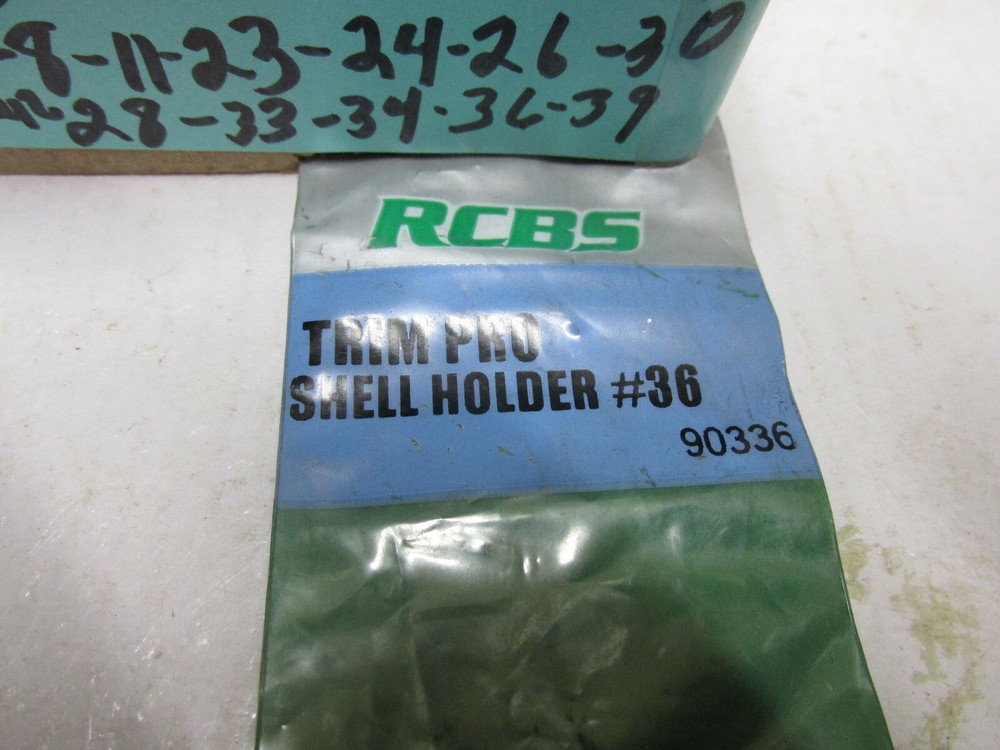 -8-11-23-24-26-30
28-33-34-36-39
RCBS
TRIM PRO
SHELL HOLDER #36
90336